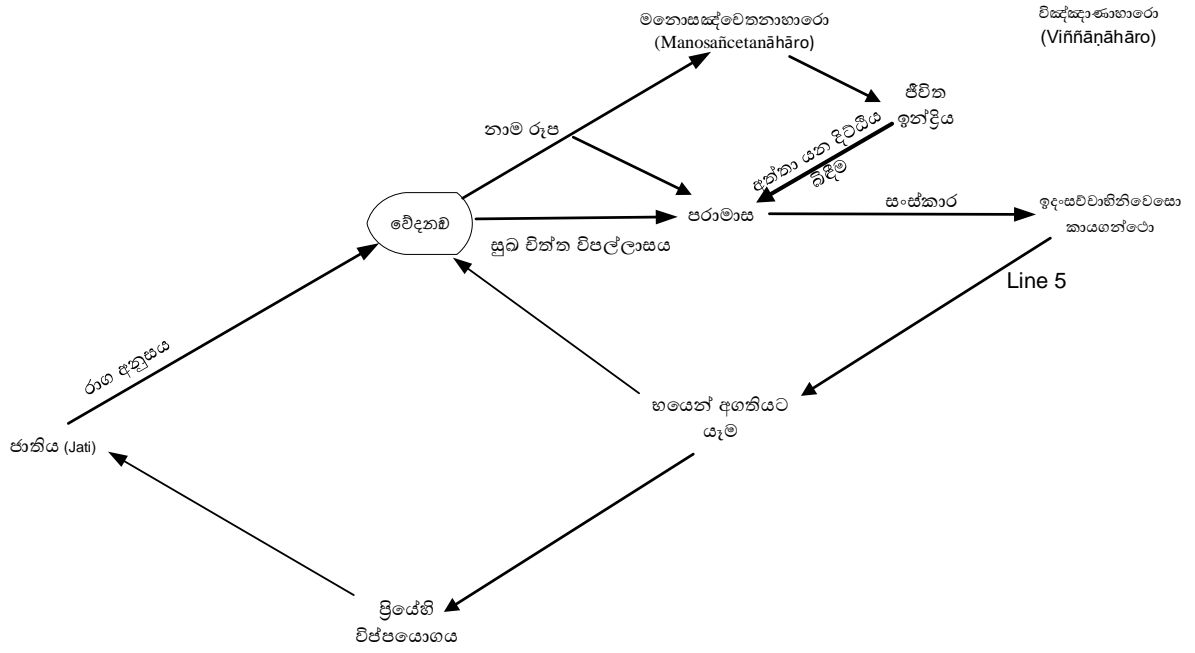 මනොසඤ්චෙතනාහාරො
(Manosañcetanāhāro)
විඤ්ඤාණාහාරො
(Viññāṇāhāro)
ජීවිත
ඉන්ද්‍රිය
නාම රූප
අත්තා යන දිට්ඨිය
බිඳීම
වේදනඩ
පරාමාස
සංස්කාර
ඉදංසච්චාභිනිවෙසො
කායගන්ථො
සුඛ චිත්ත විපල්ලාසය
Line 5
රාග අනුසය
භයෙන් අගතියට
යෑම
ජාතිය (Jati)
ප්‍රියේහි
විප්පයොගය